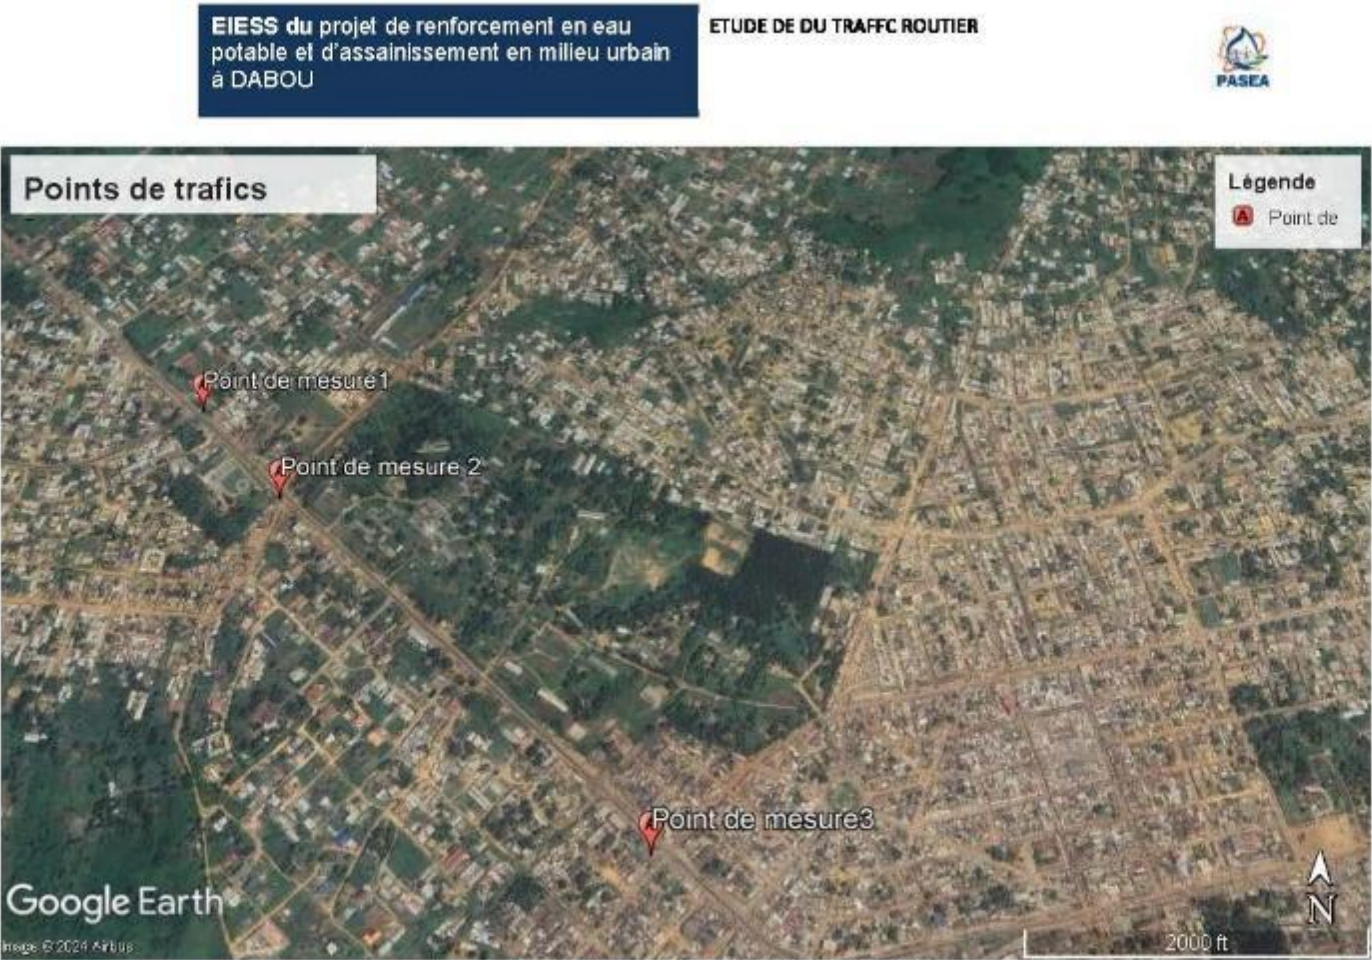 EIESS du projet de renforcement en eau
potable et d'assainissement en milieu urbain
à DABOU
ETUDE DE DU TRAFFC ROUTIER
PASEA
Points de trafics
Légende
A Point de
Point de mesure1
Point de mesure 2
Point de mesure3
Google Earth
Image © 2024 Airbus
N
2000 ft